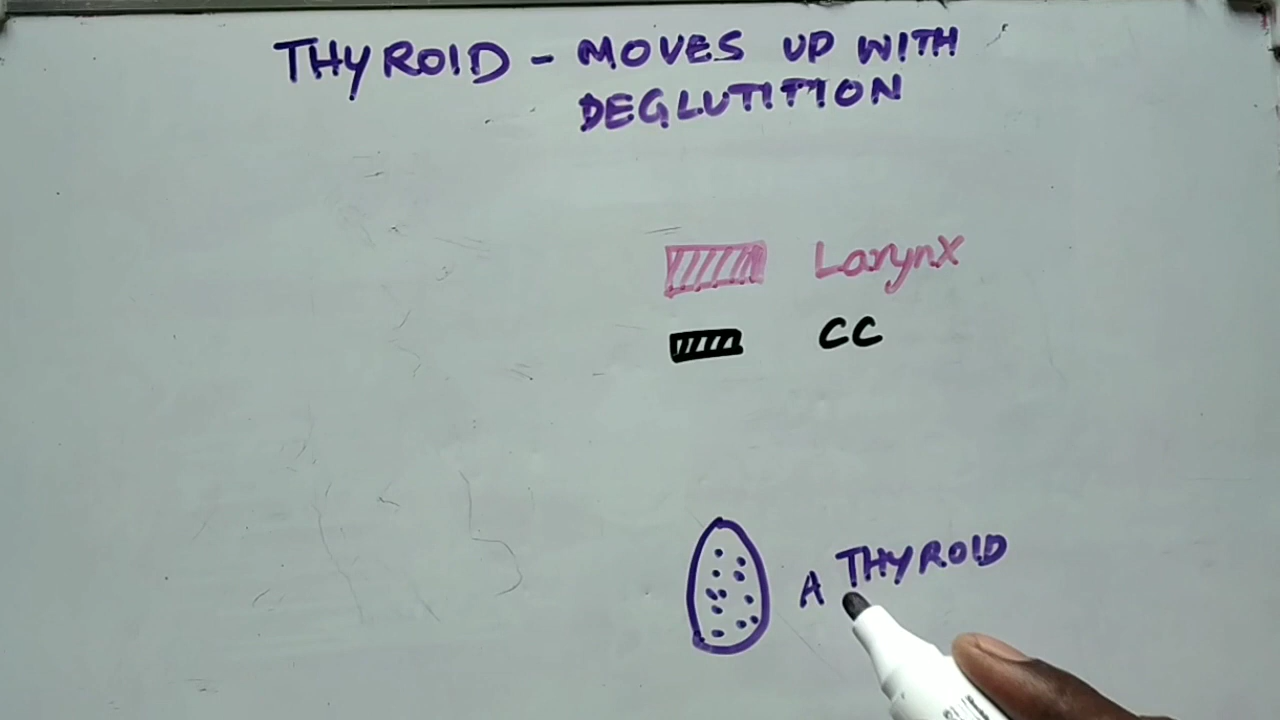 THYROID - MOVES UP WITH
DEGLUTITION
Larynx
CC
A THYROID